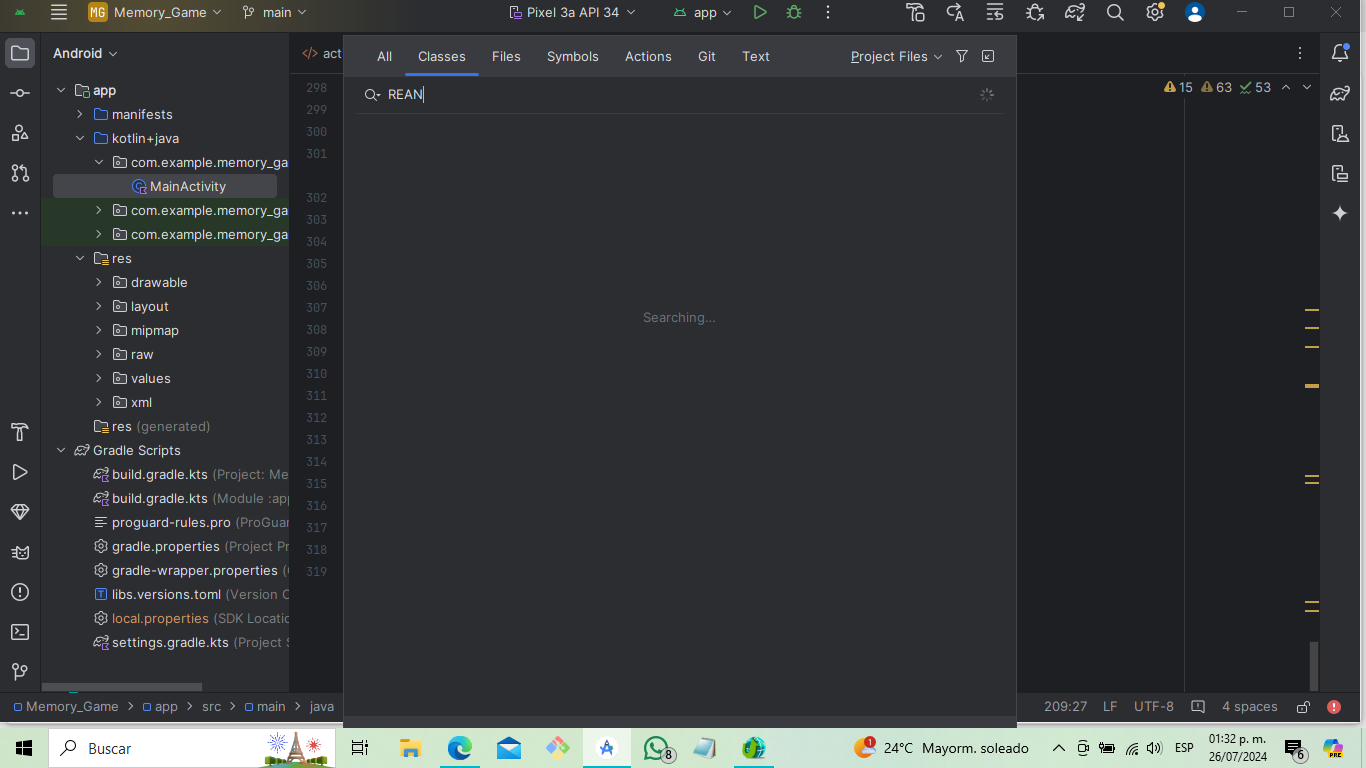 MG Memory_Game main Pixel 3a API 34 app
Android
app
manifests
kotlin+java
com.example.memory_ga
MainActivity
com.example.memory_ga
com.example.memory_ga
res
drawable
layout
mipmap
raw
values
xml
res (generated)
Gradle Scripts
build.gradle.kts (Project: Me
build.gradle.kts (Module :app
proguard-rules.pro (ProGuar
gradle.properties (Project Pr
gradle-wrapper.properties (
libs.versions.toml (Version C
local.properties (SDK Locatio
settings.gradle.kts (Project S
</> act
298
299
300
301
302
303
304
305
306
307
308
309
310
311
312
313
314
315
316
317
318
319
All Classes Files Symbols Actions Git Text Project Files
REAN
Searching...
15 63 53
Memory_Game > app > src > main > java
209:27 LF UTF-8 4 spaces
Buscar
8
1 24°C Mayorm. soleado
ESP
01:32 p. m.
26/07/2024
6
PRE